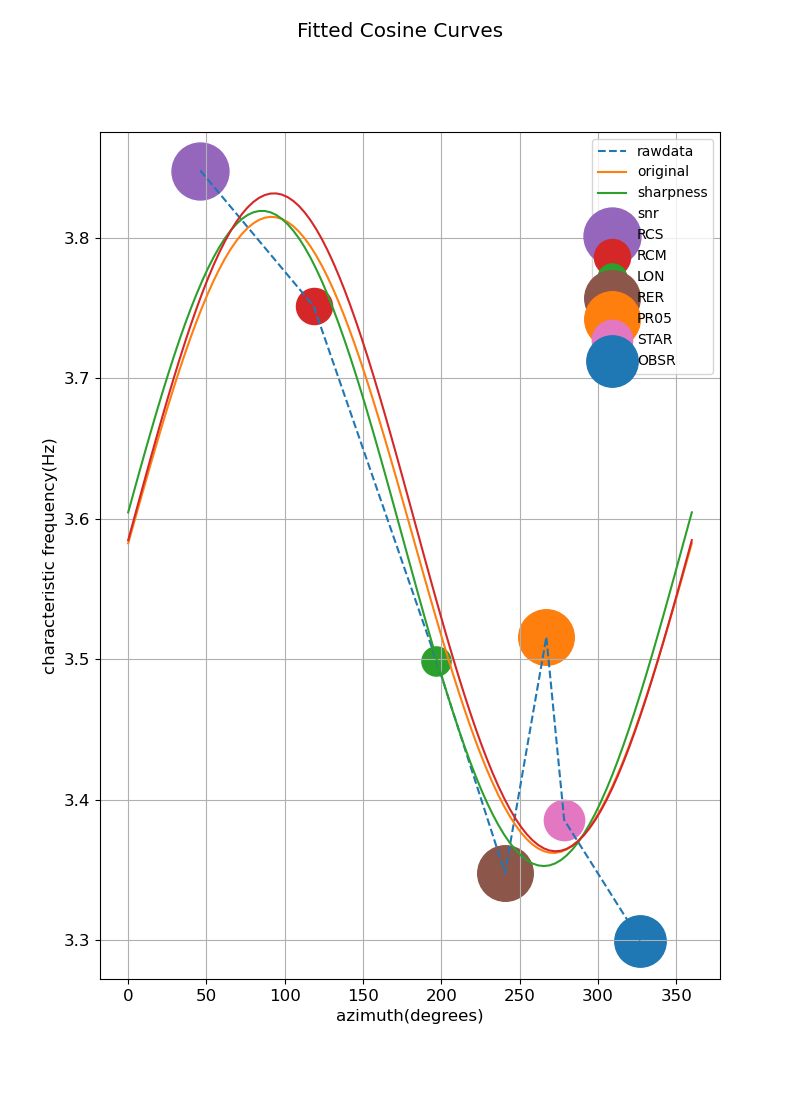 Fitted Cosine Curves
rawdata
original
sharpness
snr
RCS
RCM
LON
RER
PR05
STAR
OBSR
characteristic frequency(Hz)
3.8
3.7
3.6
3.5
3.4
3.3
0 50 100 150 200 250 300 350
azimuth(degrees)